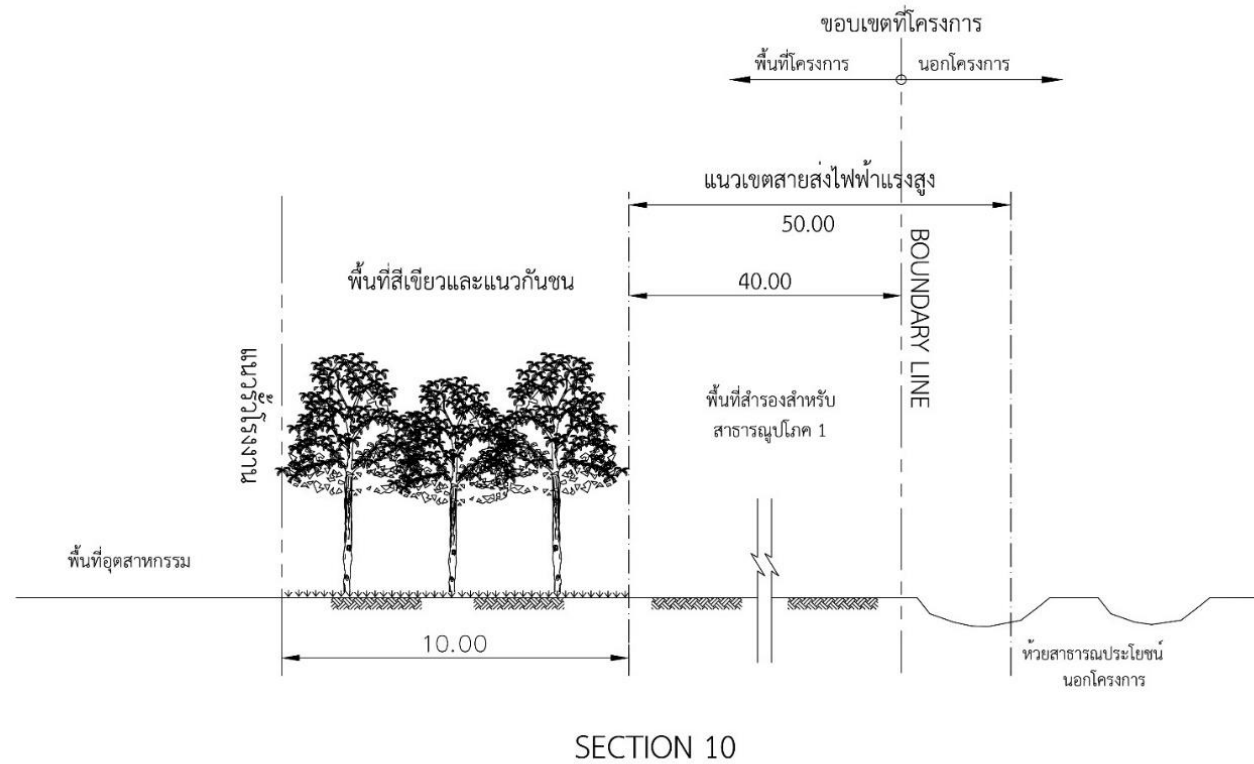 ขอบเขตที่โครงการ
พื้นที่โครงการ
นอกโครงการ
แนวเขตสายส่งไฟฟ้าแรงสูง
50.00
40.00
BOUNDARY LINE
พื้นที่สีเขียวและแนวกันชน
แนวรั้วโรงงาน
พื้นที่สำรองสำหรับ
สาธารณูปโภค 1
พื้นที่อุตสาหกรรม
10.00
ห้วยสาธารณประโยชน์
นอกโครงการ
SECTION 10